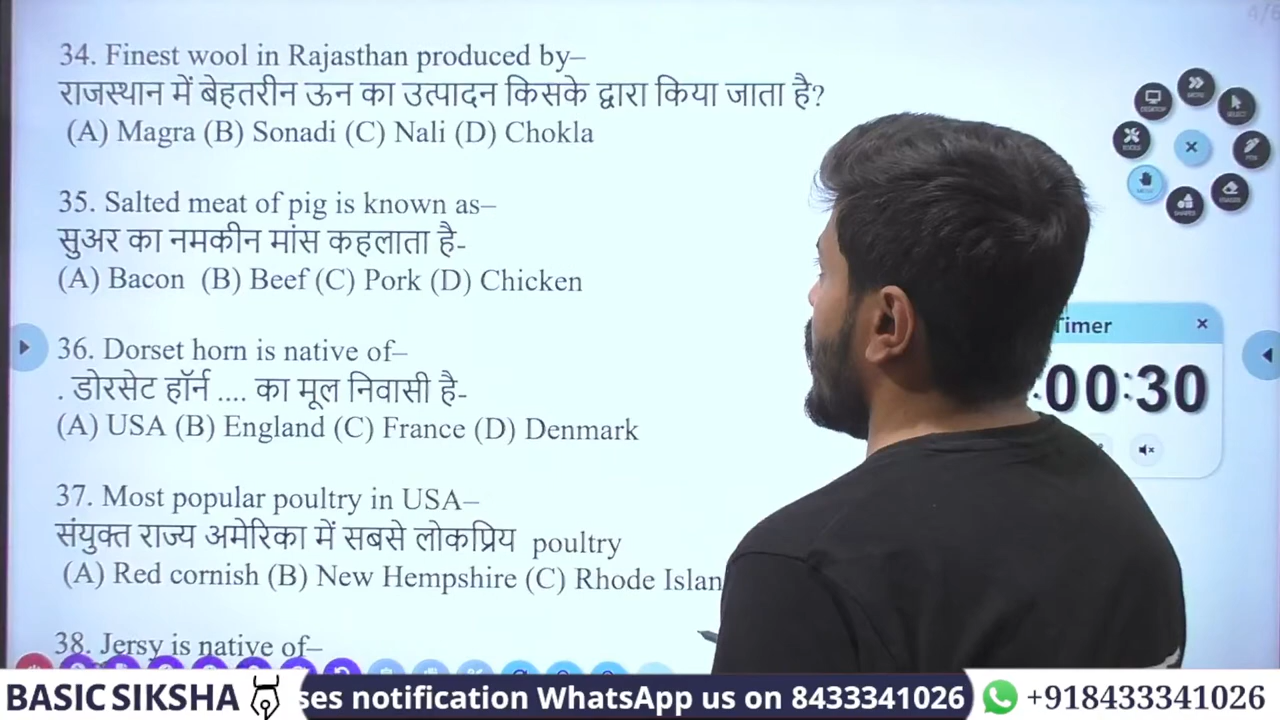 4/6
34. Finest wool in Rajasthan produced by–
राजस्थान में बेहतरीन ऊन का उत्पादन किसके द्वारा किया जाता है?
(A) Magra (B) Sonadi (C) Nali (D) Chokla
35. Salted meat of pig is known as–
सुअर का नमकीन मांस कहलाता है-
(A) Bacon (B) Beef (C) Pork (D) Chicken
36. Dorset horn is native of–
. डोरसेट हॉर्न .... का मूल निवासी है-
(A) USA (B) England (C) France (D) Denmark
37. Most popular poultry in USA–
संयुक्त राज्य अमेरिका में सबसे लोकप्रिय poultry
(A) Red cornish (B) New Hempshire (C) Rhode Islan
38. Jersy is native of–
DESKTOP
SELECT
Timer
:00:30
BASIC SIKSHA
ses notification WhatsApp us on 8433341026
+918433341026